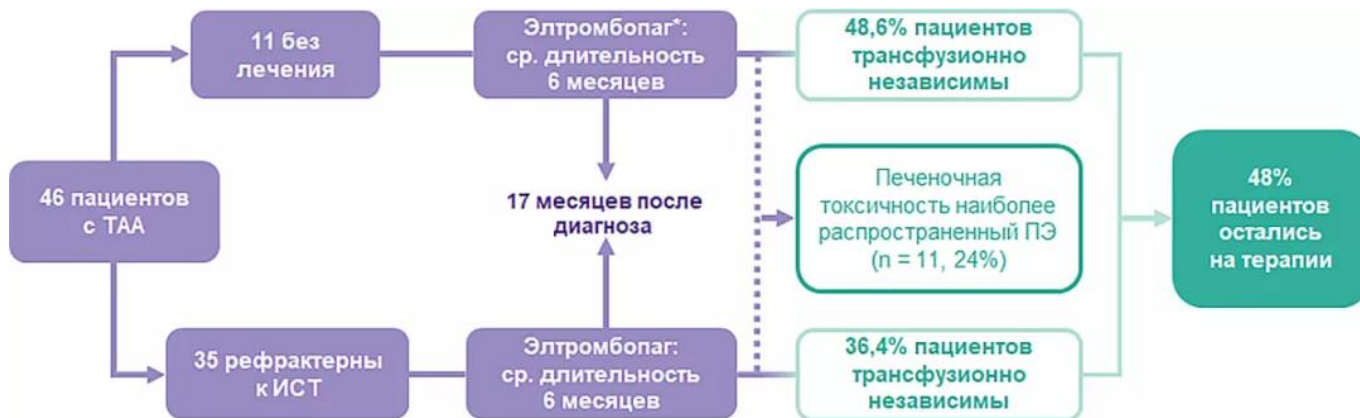 46 пациентов
с ТАА
11 без
лечения
Элтромбопаг*:
ср. длительность
6 месяцев
48,6% пациентов
трансфузионно
независимы
17 месяцев после
диагноза
Печеночная
токсичность наиболее
распространенный ПЭ
(n = 11, 24%)
48%
пациентов
остались
на терапии
35 рефрактерны
к ИСТ
Элтромбопаг:
ср. длительность
6 месяцев
36,4% пациентов
трансфузионно
независимы